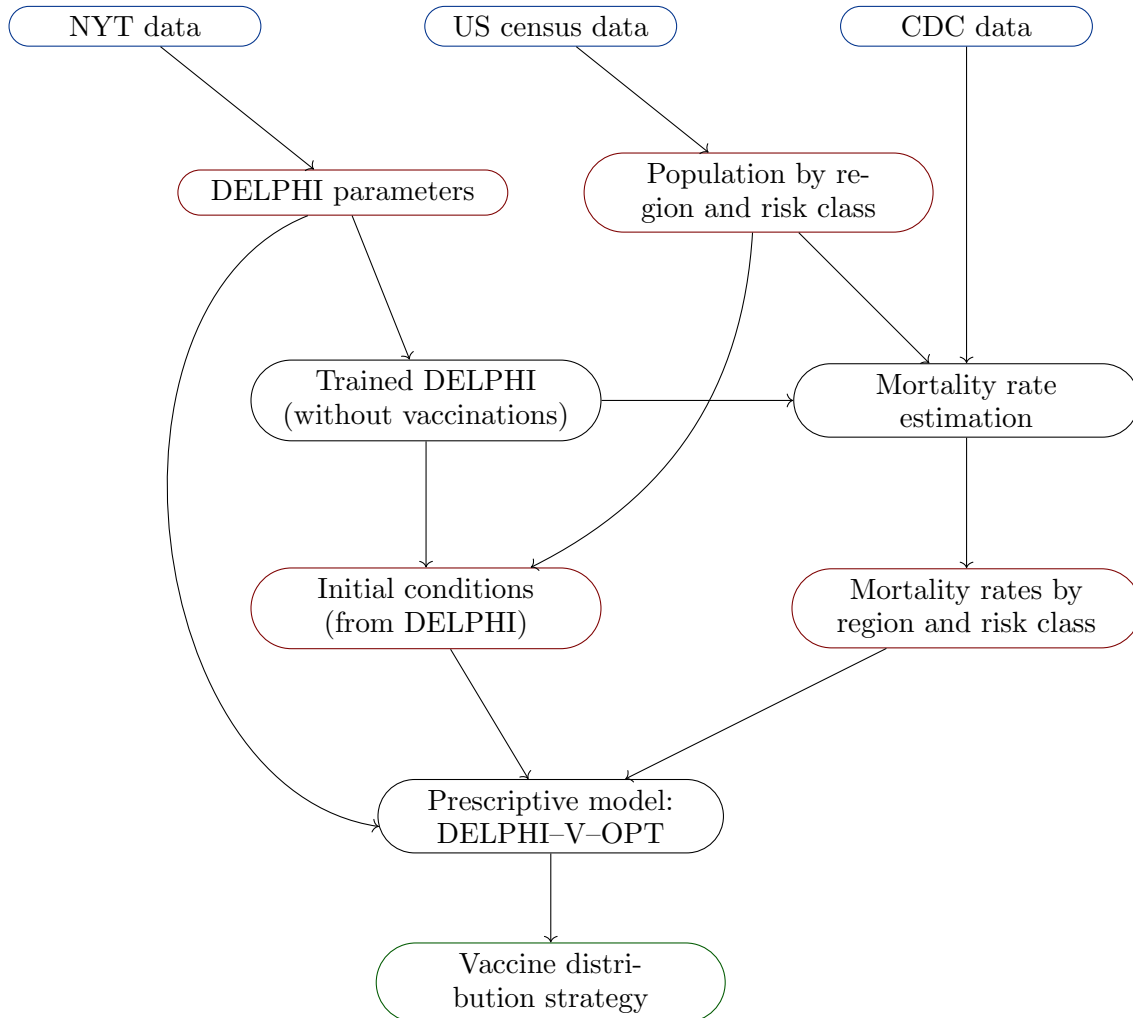 NYT data
US census data
CDC data
DELPHI parameters
Population by re-
gion and risk class
Trained DELPHI
(without vaccinations)
Mortality rate
estimation
Initial conditions
(from DELPHI)
Mortality rates by
region and risk class
Prescriptive model:
DELPHI–V–OPT
Vaccine distri-
bution strategy